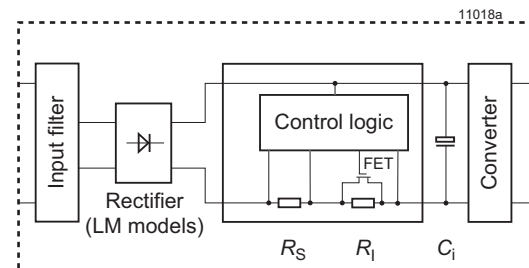 11018a
Input filter
Rectifier
(LM models)
Control logic
FET
Converter
RS
RI
Ci